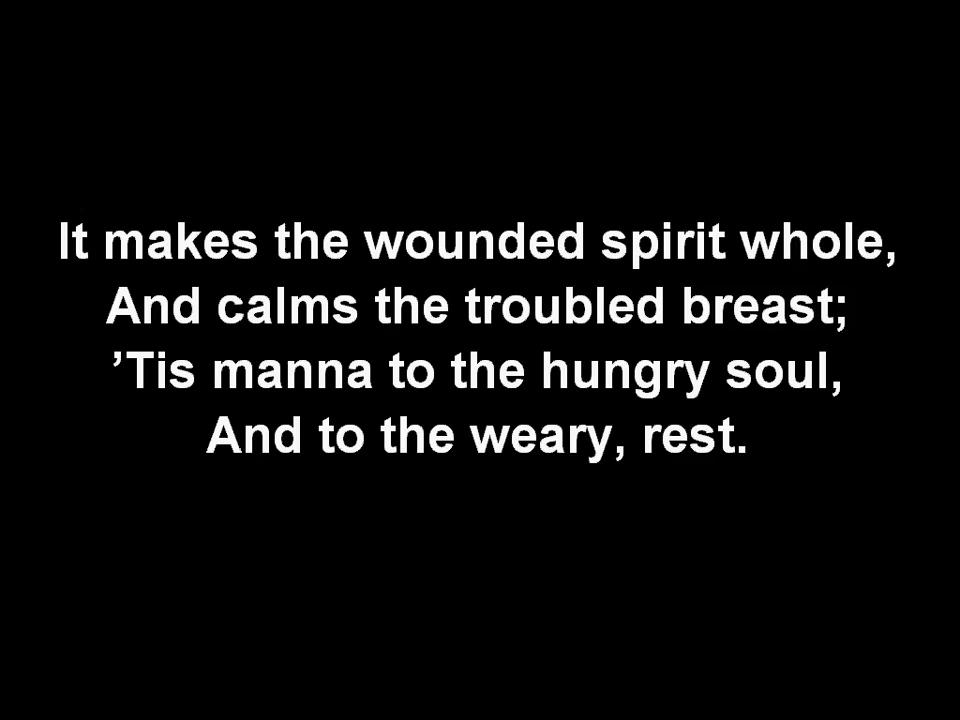 It makes the wounded spirit whole,
And calms the troubled breast;
’Tis manna to the hungry soul,
And to the weary, rest.